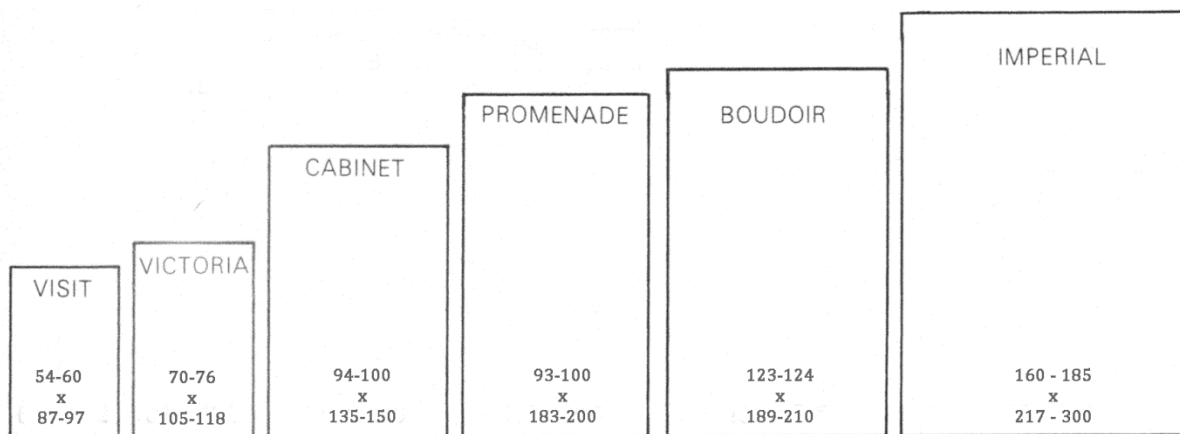 VISIT
54-60
x
87-97
VICTORIA
70-76
x
105-118
CABINET
94-100
x
135-150
PROMENADE
93-100
x
183-200
BOUDOIR
123-124
x
189-210
IMPERIAL
160 - 185
x
217 - 300